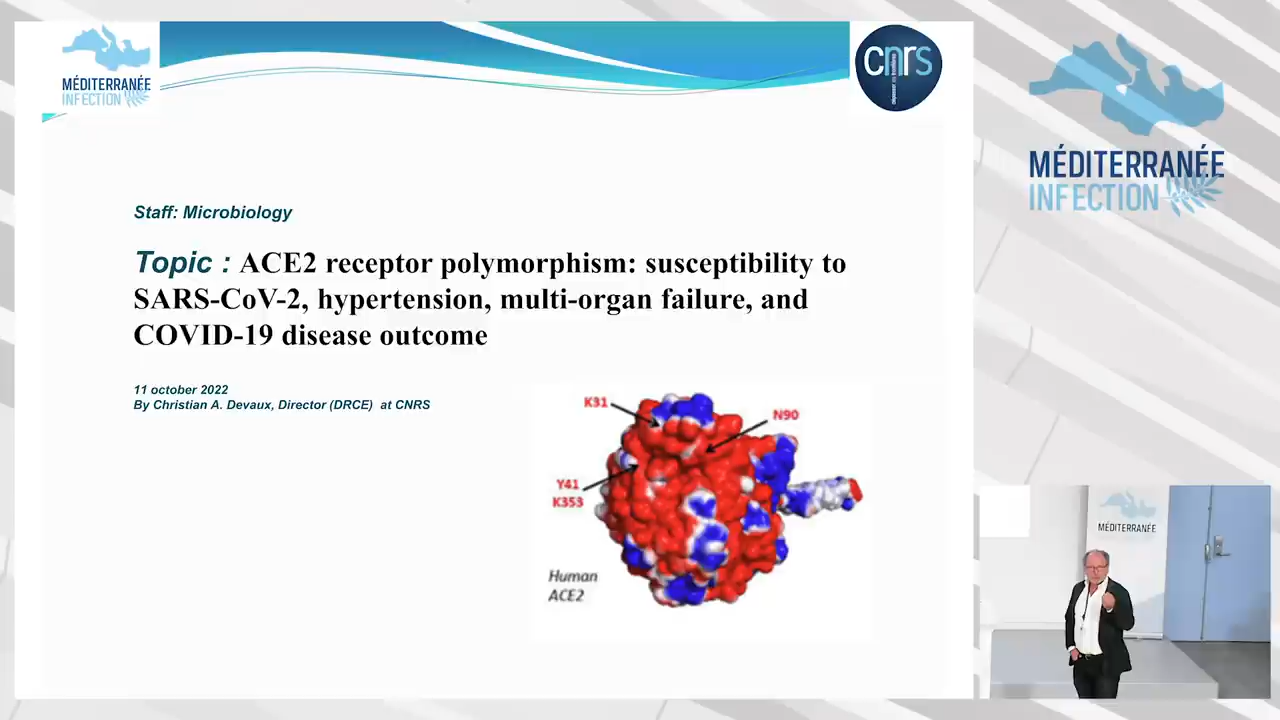 MÉDITERRANÉE
INFECTION
cnrs
Staff: Microbiology
Topic : ACE2 receptor polymorphism: susceptibility to
SARS-CoV-2, hypertension, multi-organ failure, and
COVID-19 disease outcome
11 october 2022
By Christian A. Devaux, Director (DRCE) at CNRS
K31
N90
Y41
K353
Human
ACE2
MÉDITERRANÉE
INFECTION
MÉDITERRANÉE